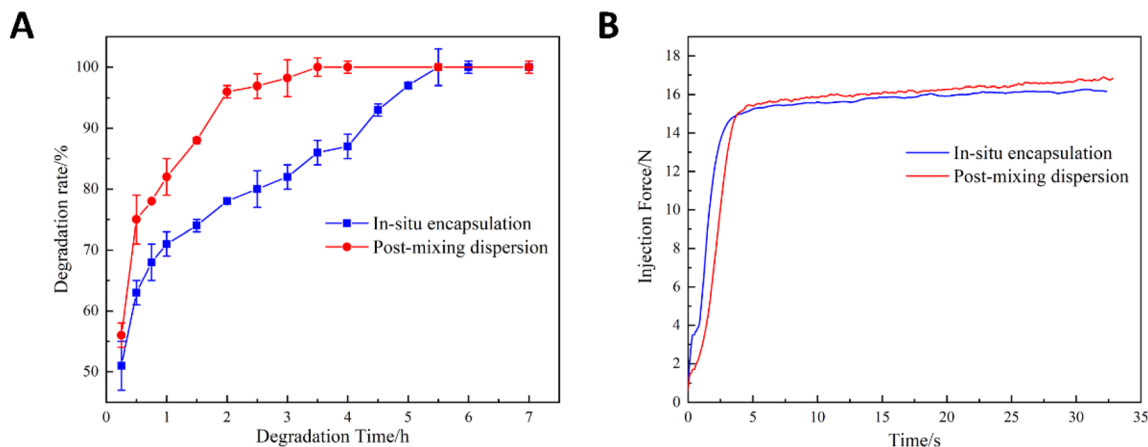 A
Degradation rate/%
100
90
80
70
60
50
In-situ encapsulation
Post-mixing dispersion
0 1 2 3 4 5 6 7
Degradation Time/h
B
Injection Force/N
18
16
14
12
10
8
6
4
2
0
In-situ encapsulation
Post-mixing dispersion
0 5 10 15 20 25 30 35
Time/s